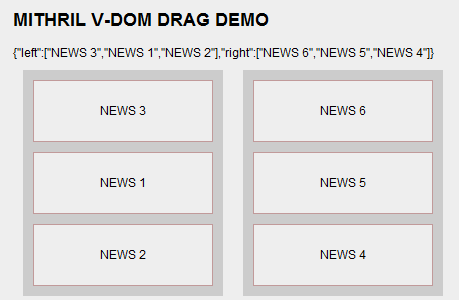 MITHRIL V-DOM DRAG DEMO
{"left":["NEWS 3","NEWS 1","NEWS 2"],"right":["NEWS 6","NEWS 5","NEWS 4"]}
NEWS 3
NEWS 1
NEWS 2
NEWS 6
NEWS 5
NEWS 4